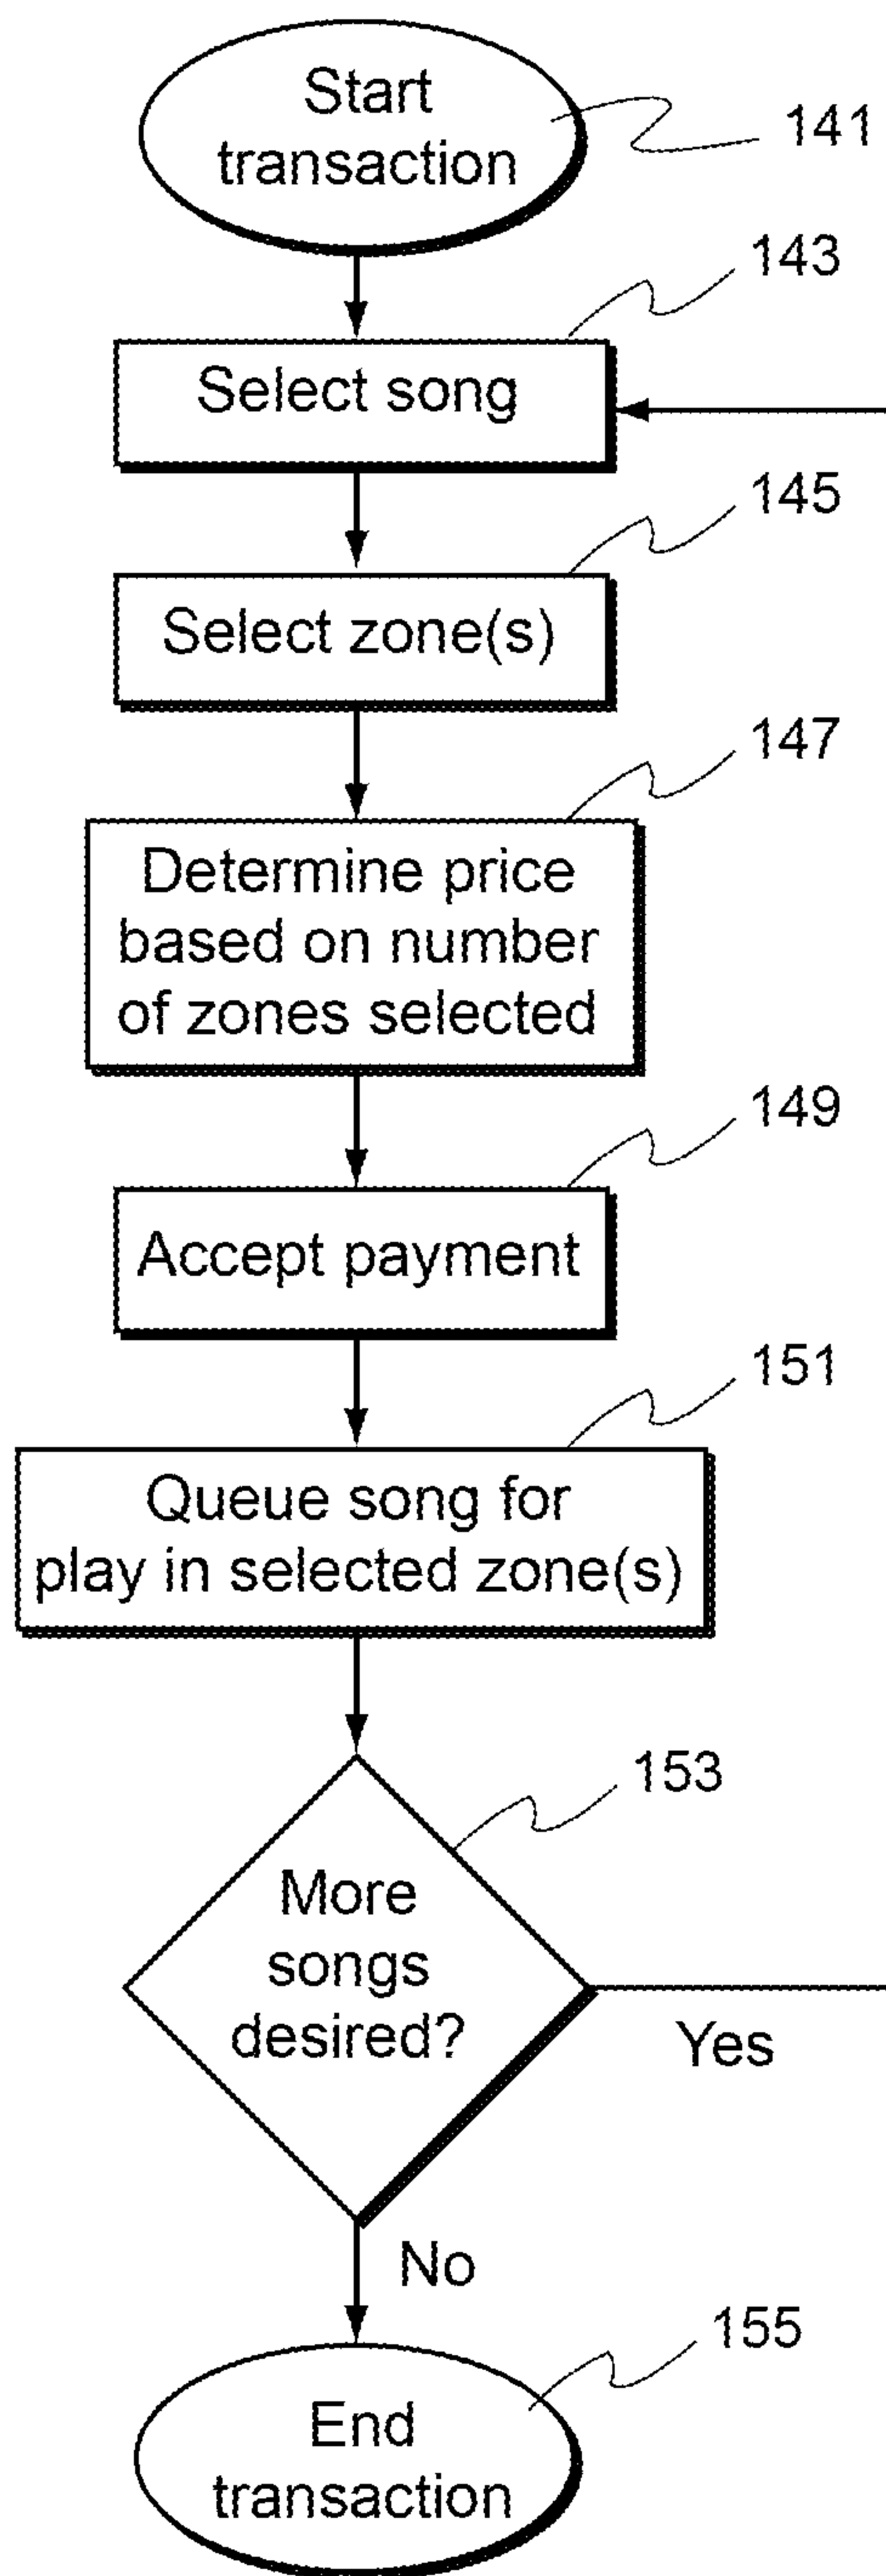 Start
transaction
141
143
Select song
145
Select zone(s)
147
Determine price
based on number
of zones selected
149
Accept payment
151
Queue song for
play in selected zone(s)
153
More
songs
desired?
Yes
No
155
End
transaction